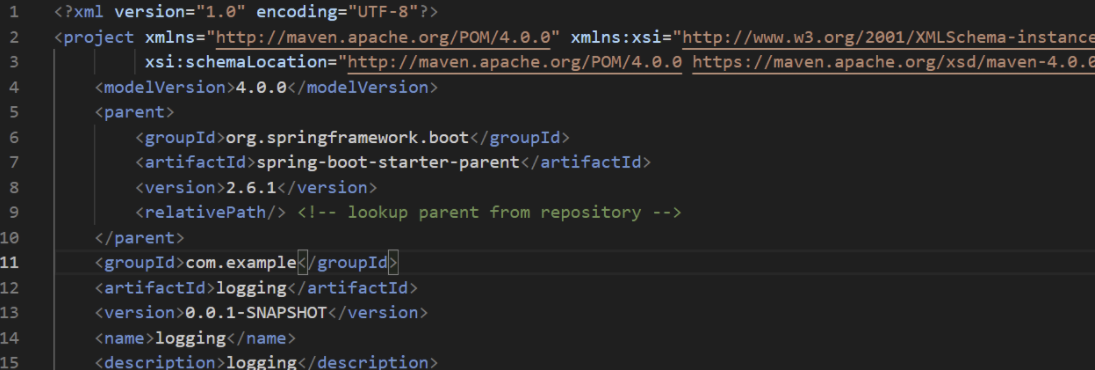 1 <?xml version="1.0" encoding="UTF-8"?>
2 <project xmlns="http://maven.apache.org/POM/4.0.0" xmlns:xsi="http://www.w3.org/2001/XMLSchema-instance
3 xsi:schemaLocation="http://maven.apache.org/POM/4.0.0 https://maven.apache.org/xsd/maven-4.0.0
4 <modelVersion>4.0.0</modelVersion>
5 <parent>
6 <groupId>org.springframework.boot</groupId>
7 <artifactId>spring-boot-starter-parent</artifactId>
8 <version>2.6.1</version>
9 <relativePath/> <!-- lookup parent from repository -->
10 </parent>
11 <groupId>com.example</groupId>
12 <artifactId>logging</artifactId>
13 <version>0.0.1-SNAPSHOT</version>
14 <name>logging</name>
15 <description>logging</description>